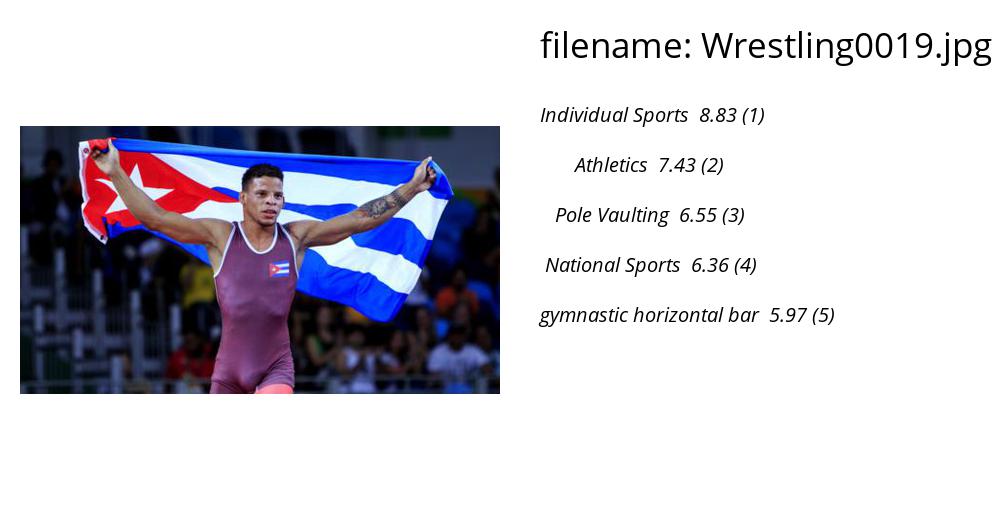 filename: Wrestling0019.jpg
Individual Sports 8.83 (1)
Athletics 7.43 (2)
Pole Vaulting 6.55 (3)
National Sports 6.36 (4)
gymnastic horizontal bar 5.97 (5)